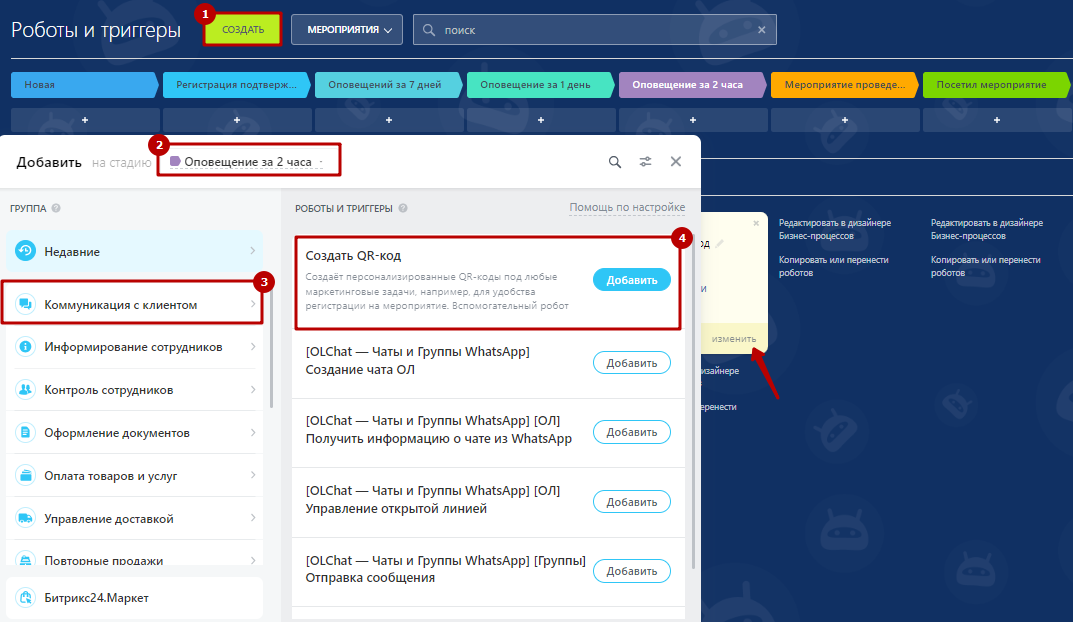 Роботы и триггеры
1
СОЗДАТЬ
МЕРОПРИЯТИЯ
поиск
Новая
Регистрация подтверж...
Оповещений за 7 дней
Оповещение за 1 день
Оповещение за 2 часа
Мероприятие проведе...
Посетил мероприятие
+ + + + + + +
2
Добавить на стадию Оповещение за 2 часа
ГРУППА
Недавние
3
Коммуникация с клиентом
Информирование сотрудников
Контроль сотрудников
Оформление документов
Оплата товаров и услуг
Управление доставкой
Повторные продажи
Битрикс24.Маркет
РОБОТЫ И ТРИГГЕРЫ
Помощь по настройке
4
Создать QR-код
Создаёт персонализированные QR-коды под любые
маркетинговые задачи, например, для удобства
регистрации на мероприятие. Вспомогательный робот
Добавить
[OLChat — Чаты и Группы WhatsApp]
Создание чата ОЛ
Добавить
[OLChat — Чаты и Группы WhatsApp] [ОЛ]
Получить информацию о чате из WhatsApp
Добавить
[OLChat — Чаты и Группы WhatsApp] [ОЛ]
Управление открытой линией
Добавить
[OLChat — Чаты и Группы WhatsApp] [Группы]
Отправка сообщения
Добавить
од
и
изменить
изайнере
еренести
Редактировать в дизайнере
Бизнес-процессов
Копировать или перенести
роботов
Редактировать в дизайнере
Бизнес-процессов
Копировать или перенести
роботов